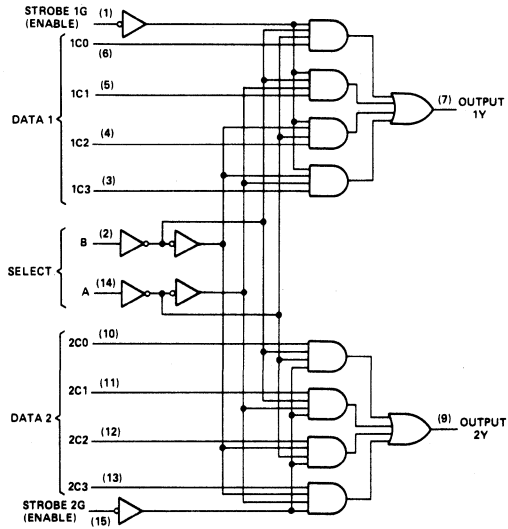 STROBE 1G (1)
(ENABLE)
1C0
(6)
1C1 (5)
DATA 1
1C2 (4)
1C3 (3)
(7) OUTPUT
1Y
B (2)
SELECT
A (14)
2C0 (10)
2C1 (11)
DATA 2
2C2 (12)
2C3 (13)
(9) OUTPUT
2Y
STROBE 2G
(ENABLE) (15)